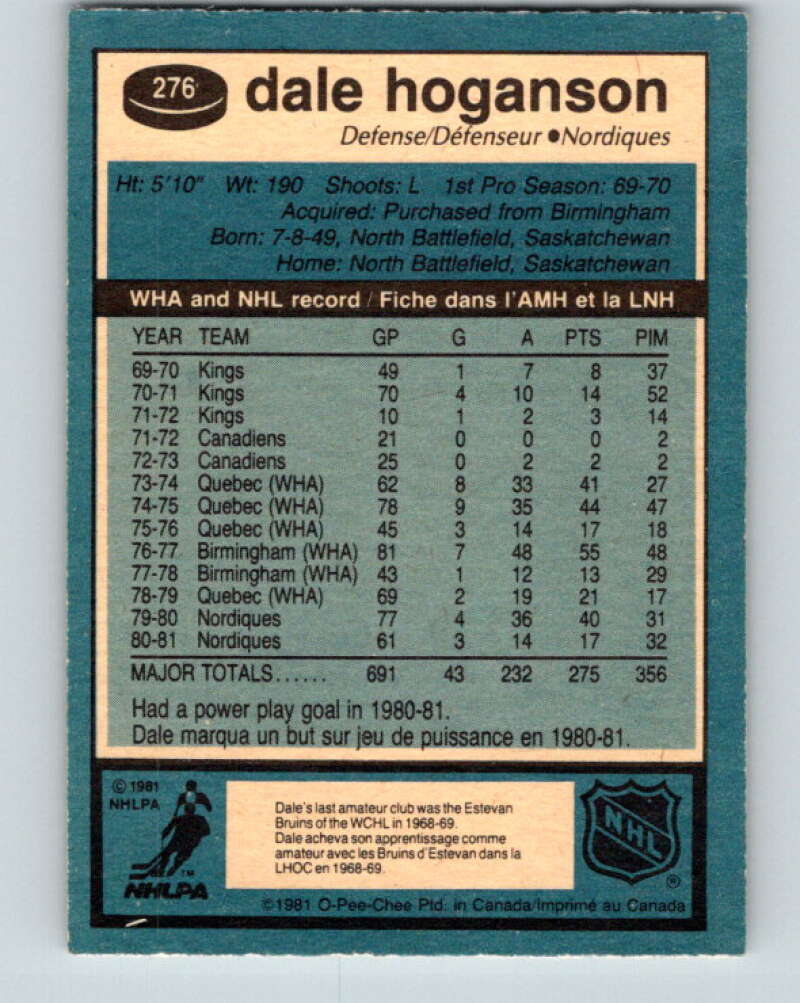 276 dale hoganson
Defense/Défenseur ●Nordiques
Ht: 5'10" Wt: 190 Shoots: L 1st Pro Season: 69-70
Acquired: Purchased from Birmingham
Born: 7-8-49, North Battlefield, Saskatchewan
Home: North Battlefield, Saskatchewan
WHA and NHL record / Fiche dans l'AMH et la LNH
YEAR TEAM GP G A PTS PIM
69-70 Kings 49 1 7 8 37
70-71 Kings 70 4 10 14 52
71-72 Kings 10 1 2 3 14
71-72 Canadiens 21 0 0 0 2
72-73 Canadiens 25 0 2 2 2
73-74 Quebec (WHA) 62 8 33 41 27
74-75 Quebec (WHA) 78 9 35 44 47
75-76 Quebec (WHA) 45 3 14 17 18
76-77 Birmingham (WHA) 81 7 48 55 48
77-78 Birmingham (WHA) 43 1 12 13 29
78-79 Quebec (WHA) 69 2 19 21 17
79-80 Nordiques 77 4 36 40 31
80-81 Nordiques 61 3 14 17 32
MAJOR TOTALS...... 691 43 232 275 356
Had a power play goal in 1980-81.
Dale marqua un but sur jeu de puissance en 1980-81.
© 1981
NHLPA
TM
NHLPA
Dale's last amateur club was the Estevan
Bruins of the WCHL in 1968-69.
Dale acheva son apprentissage comme
amateur avec les Bruins d'Estevan dans la
LHOC en 1968-69.
NHL
®
©1981 O-Pee-Chee Ptd. in Canada/Imprimé au Canada